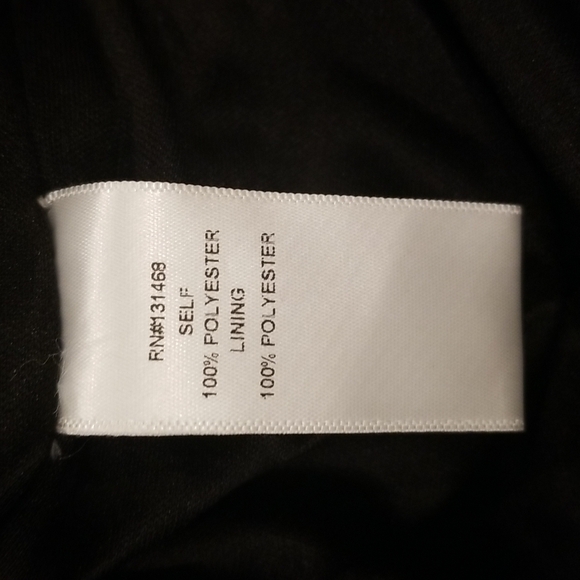 RN#131468
SELF
100% POLYESTER
LINING
100% POLYESTER